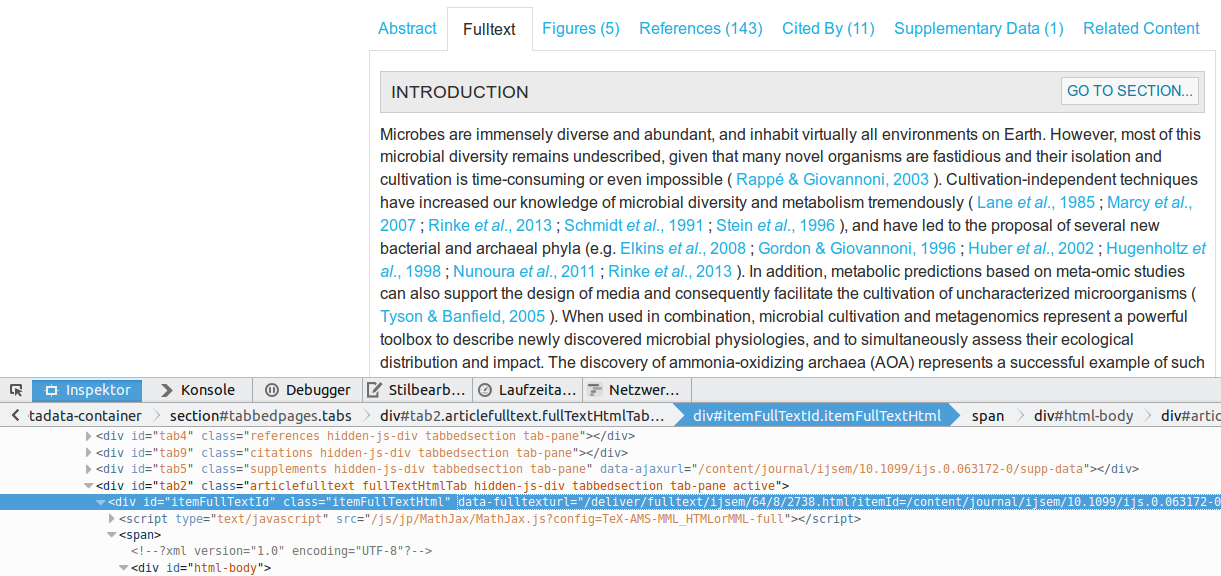 Abstract Fulltext Figures (5) References (143) Cited By (11) Supplementary Data (1) Related Content
INTRODUCTION GO TO SECTION...
Microbes are immensely diverse and abundant, and inhabit virtually all environments on Earth. However, most of this
microbial diversity remains undescribed, given that many novel organisms are fastidious and their isolation and
cultivation is time-consuming or even impossible ( Rappé & Giovannoni, 2003 ). Cultivation-independent techniques
have increased our knowledge of microbial diversity and metabolism tremendously ( Lane et al., 1985 ; Marcy et al.,
2007 ; Rinke et al., 2013 ; Schmidt et al., 1991 ; Stein et al., 1996 ), and have led to the proposal of several new
bacterial and archaeal phyla (e.g. Elkins et al., 2008 ; Gordon & Giovannoni, 1996 ; Huber et al., 2002 ; Hugenholtz et
al., 1998 ; Nunoura et al., 2011 ; Rinke et al., 2013 ). In addition, metabolic predictions based on meta-omic studies
can also support the design of media and consequently facilitate the cultivation of uncharacterized microorganisms (
Tyson & Banfield, 2005 ). When used in combination, microbial cultivation and metagenomics represent a powerful
toolbox to describe newly discovered microbial physiologies, and to simultaneously assess their ecological
distribution and impact. The discovery of ammonia-oxidizing archaea (AOA) represents a successful example of such
Inspektor Konsole Debugger Stilbearb... Laufzeita... Netzwer...
tadata-container section#tabbedpages.tabs div#tab2.articlefulltext.fullTextHtmlTab... div#itemFullTextId.itemFullTextHtml span div#html-body div#artic
<div id="tab4" class="references hidden-js-div tabbedsection tab-pane"></div>
<div id="tab9" class="citations hidden-js-div tabbedsection tab-pane"></div>
<div id="tab5" class="supplements hidden-js-div tabbedsection tab-pane" data-ajaxurl="/content/journal/ijsem/10.1099/ijs.0.063172-0/supp-data"></div>
<div id="tab2" class="articlefulltext fullTextHtmlTab hidden-js-div tabbedsection tab-pane active">
<div id="itemFullTextId" class="itemFullTextHtml" data-fulltexturl="/deliver/fulltext/ijsem/64/8/2738.html?itemId=/content/journal/ijsem/10.1099/ijs.0.063172-0
<script type="text/javascript" src="/js/jp/MathJax/MathJax.js?config=TeX-AMS-MML_HTMLorMML-full"></script>
<span>
<!--?xml version="1.0" encoding="UTF-8"?-->
<div id="html-body">